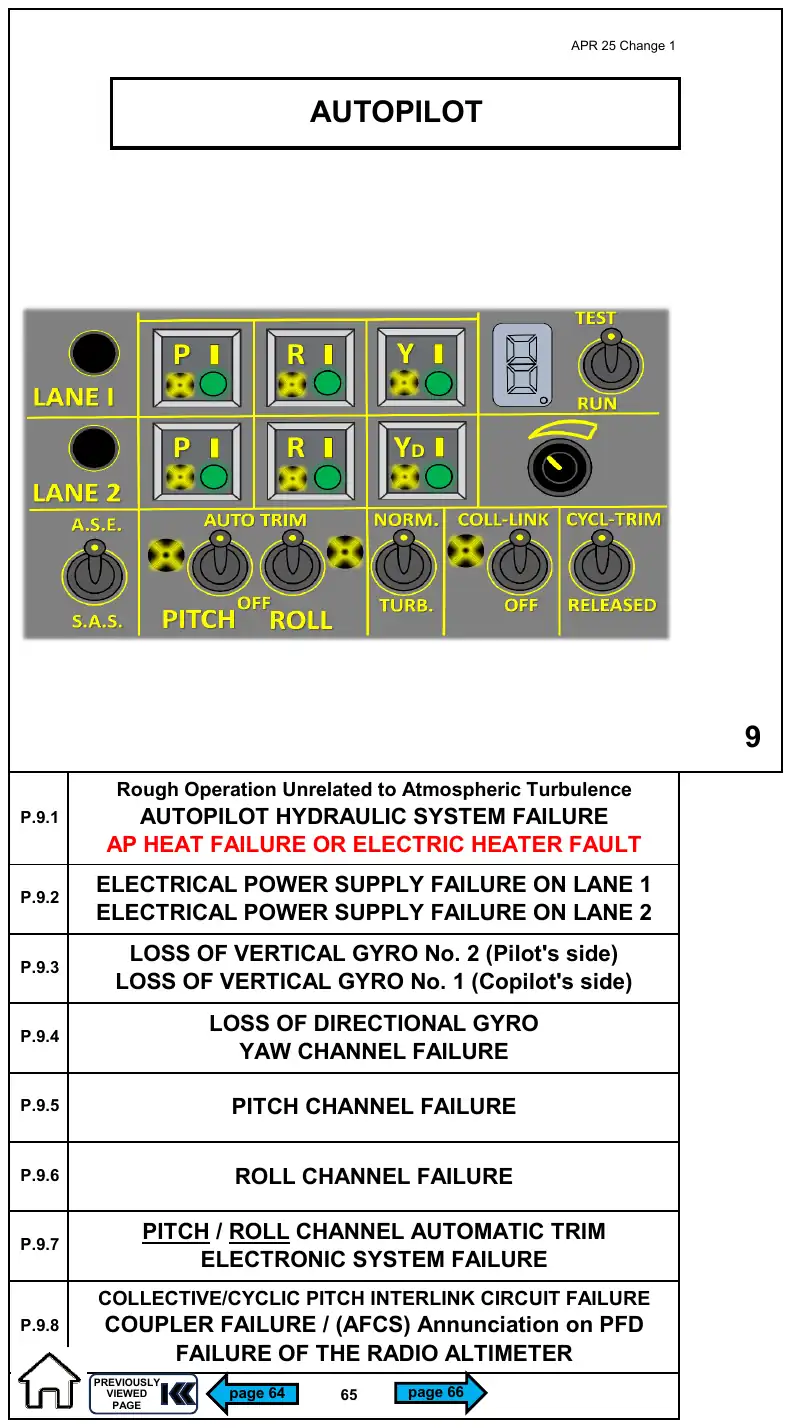 APR 25 Change 1
AUTOPILOT
TEST
P R Y
LANE 1
RUN
P R YD
LANE 2
A.S.E. AUTO TRIM NORM. COLL-LINK CYCL-TRIM
OFF
S.A.S. PITCH ROLL TURB. OFF RELEASED
9
P.9.1
Rough Operation Unrelated to Atmospheric Turbulence
AUTOPILOT HYDRAULIC SYSTEM FAILURE
AP HEAT FAILURE OR ELECTRIC HEATER FAULT
P.9.2
ELECTRICAL POWER SUPPLY FAILURE ON LANE 1
ELECTRICAL POWER SUPPLY FAILURE ON LANE 2
P.9.3
LOSS OF VERTICAL GYRO No. 2 (Pilot's side)
LOSS OF VERTICAL GYRO No. 1 (Copilot's side)
P.9.4
LOSS OF DIRECTIONAL GYRO
YAW CHANNEL FAILURE
P.9.5
PITCH CHANNEL FAILURE
P.9.6
ROLL CHANNEL FAILURE
P.9.7
PITCH / ROLL CHANNEL AUTOMATIC TRIM
ELECTRONIC SYSTEM FAILURE
P.9.8
COLLECTIVE/CYCLIC PITCH INTERLINK CIRCUIT FAILURE
COUPLER FAILURE / (AFCS) Annunciation on PFD
FAILURE OF THE RADIO ALTIMETER
PREVIOUSLY
VIEWED
PAGE
page 64 65 page 66